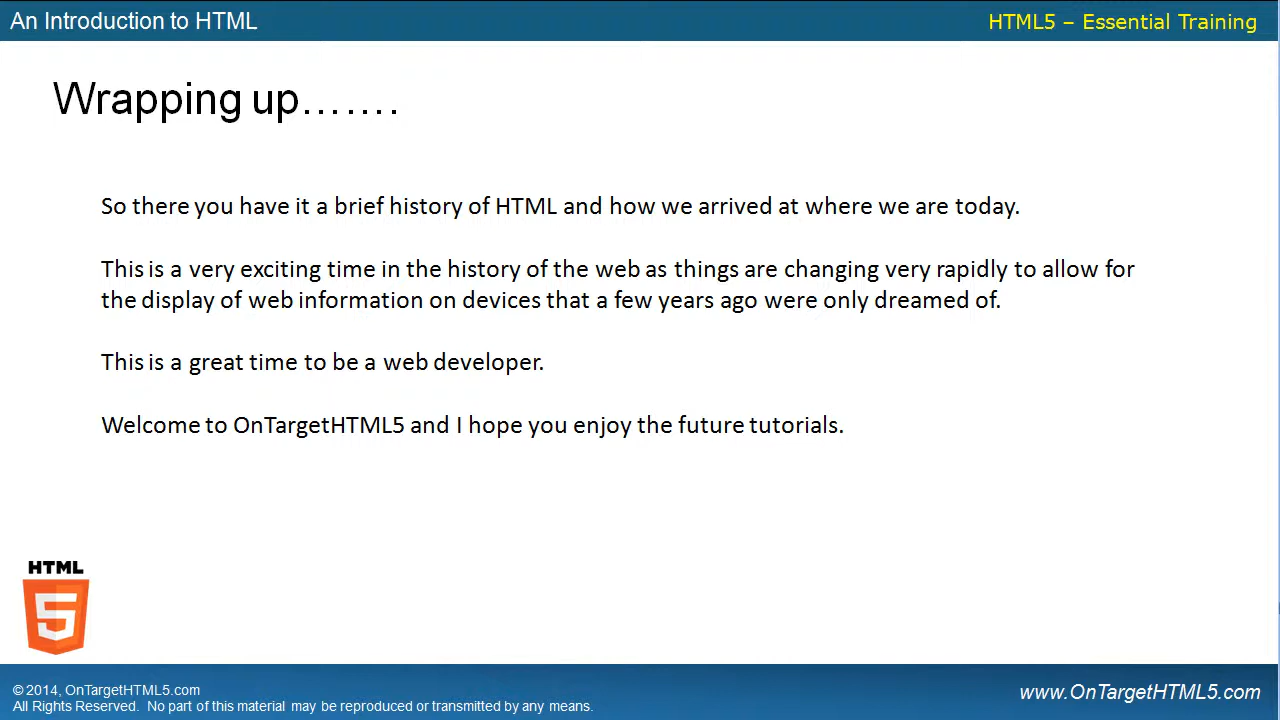 An Introduction to HTML
HTML5 – Essential Training
Wrapping up.......
So there you have it a brief history of HTML and how we arrived at where we are today.
This is a very exciting time in the history of the web as things are changing very rapidly to allow for
the display of web information on devices that a few years ago were only dreamed of.
This is a great time to be a web developer.
Welcome to OnTargetHTML5 and I hope you enjoy the future tutorials.
HTML
5
© 2014, OnTargetHTML5.com
All Rights Reserved. No part of this material may be reproduced or transmitted by any means.
www.OnTargetHTML5.com